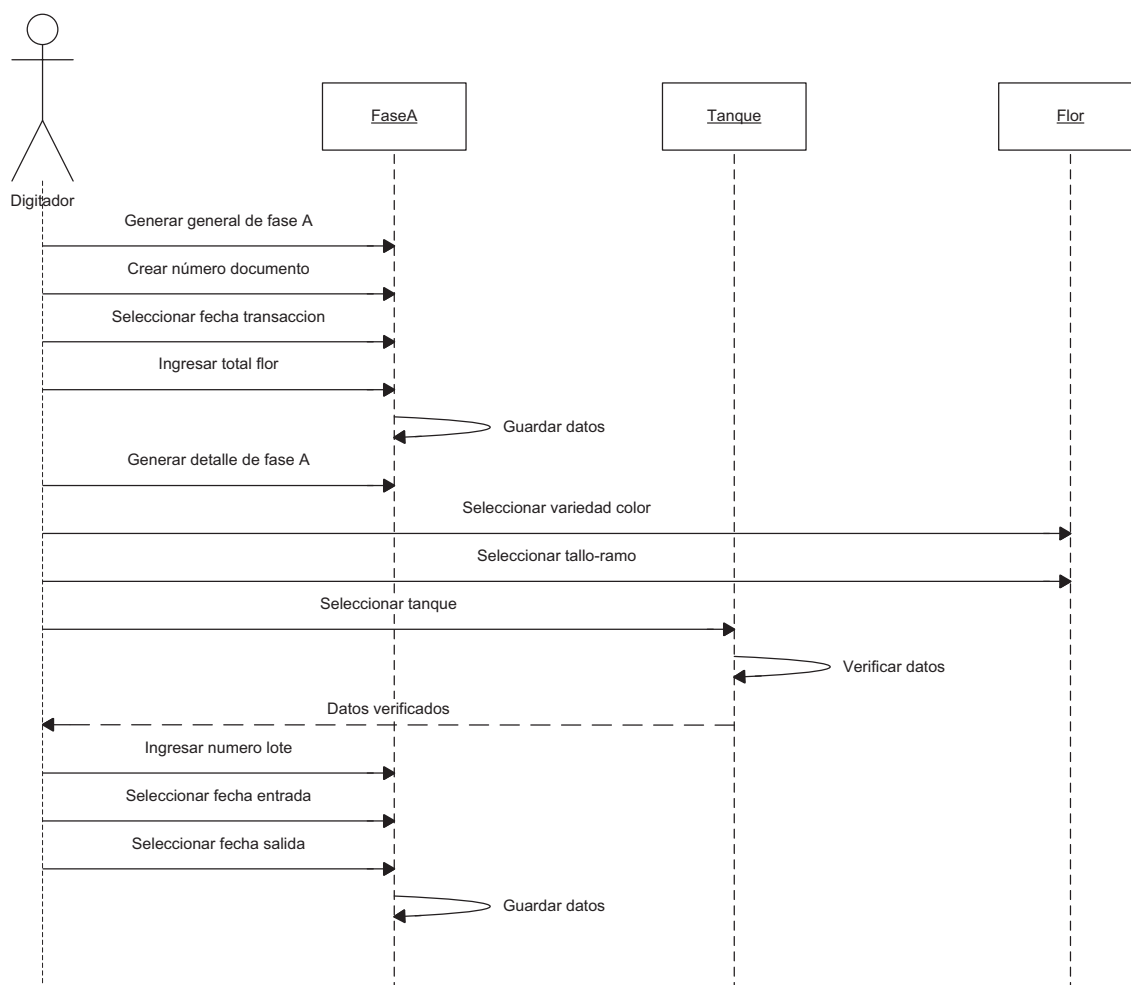 FaseA
Tanque
Flor
Digitador
Generar general de fase A
Crear número documento
Seleccionar fecha transaccion
Ingresar total flor
Guardar datos
Generar detalle de fase A
Seleccionar variedad color
Seleccionar tallo-ramo
Seleccionar tanque
Verificar datos
Datos verificados
Ingresar numero lote
Seleccionar fecha entrada
Seleccionar fecha salida
Guardar datos